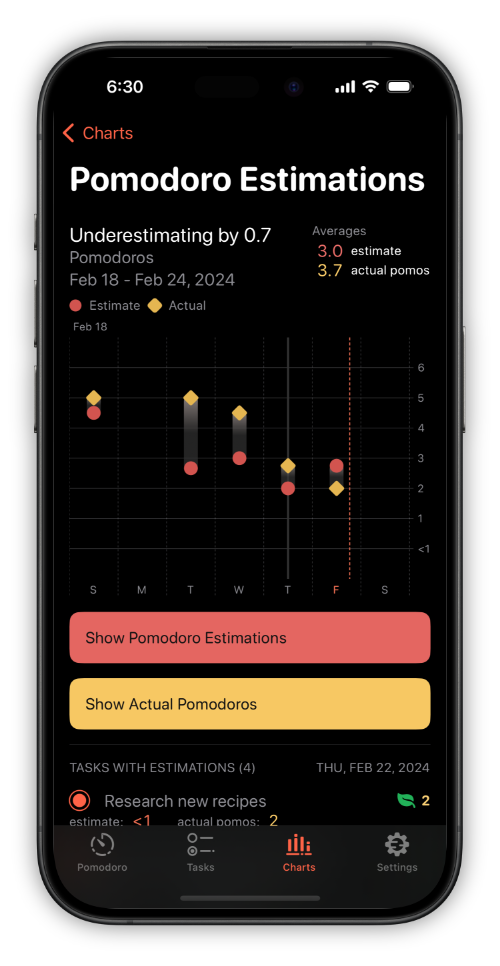 6:30
Charts
Pomodoro Estimations
Underestimating by 0.7
Pomodoros
Feb 18 - Feb 24, 2024
Averages
3.0 estimate
3.7 actual pomos
Estimate Actual
Feb 18
6
5
4
3
2
1
<1
S M T W T F S
Show Pomodoro Estimations
Show Actual Pomodoros
TASKS WITH ESTIMATIONS (4) THU, FEB 22, 2024
Research new recipes 2
estimate: <1 actual pomos: 2
Pomodoro Tasks Charts Settings